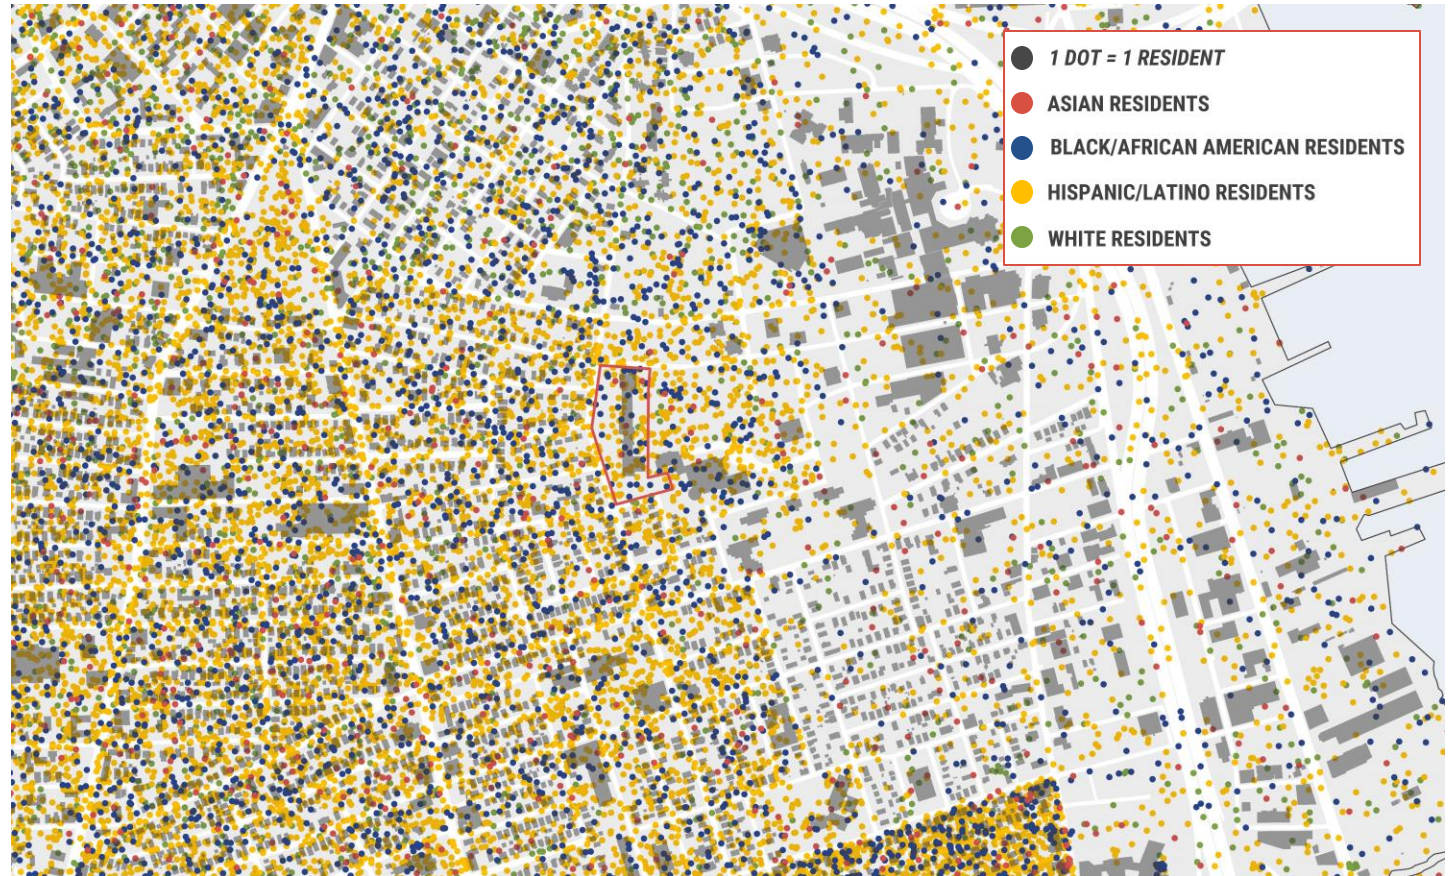 1 DOT = 1 RESIDENT
ASIAN RESIDENTS
BLACK/AFRICAN AMERICAN RESIDENTS
HISPANIC/LATINO RESIDENTS
WHITE RESIDENTS